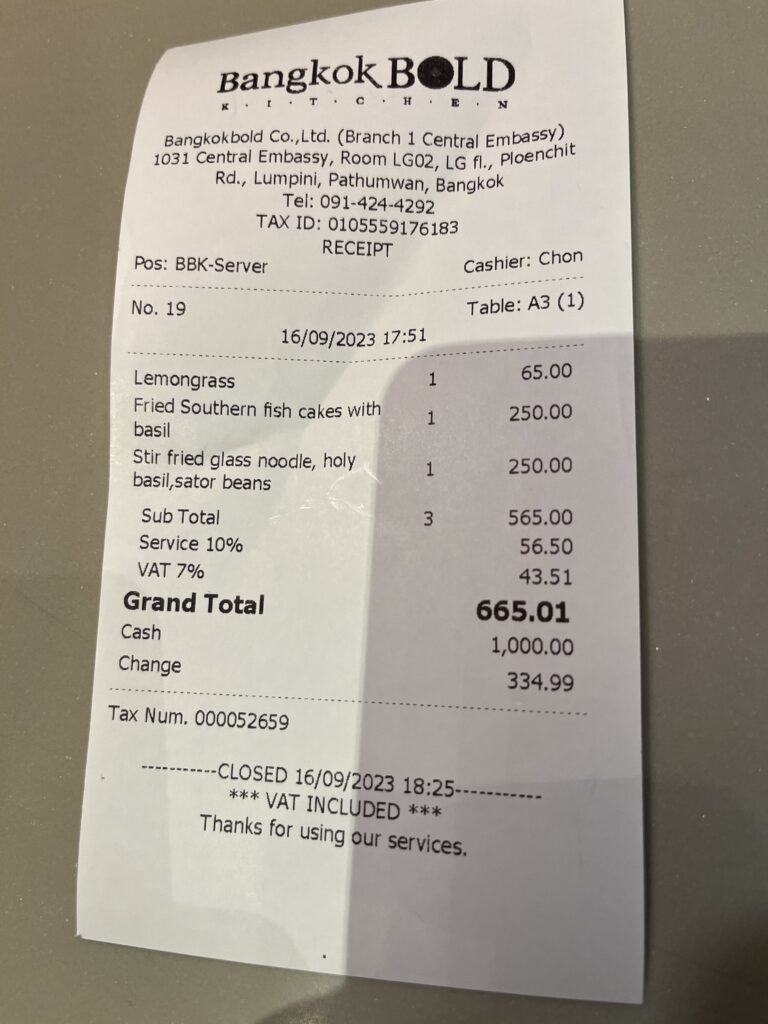 Bangkok BOLD
K·I·T·C·H·E·N
Bangkokbold Co.,Ltd. (Branch 1 Central Embassy)
1031 Central Embassy, Room LG02, LG fl., Ploenchit
Rd., Lumpini, Pathumwan, Bangkok
Tel: 091-424-4292
TAX ID: 0105559176183
RECEIPT
Pos: BBK-Server Cashier: Chon
No. 19 Table: A3 (1)
16/09/2023 17:51
Lemongrass 1 65.00
Fried Southern fish cakes with 1 250.00
basil
Stir fried glass noodle, holy 1 250.00
basil,sator beans
Sub Total 3 565.00
Service 10% 56.50
VAT 7% 43.51
Grand Total 665.01
Cash 1,000.00
Change 334.99
Tax Num. 000052659
-----------CLOSED 16/09/2023 18:25-----------
*** VAT INCLUDED ***
Thanks for using our services.